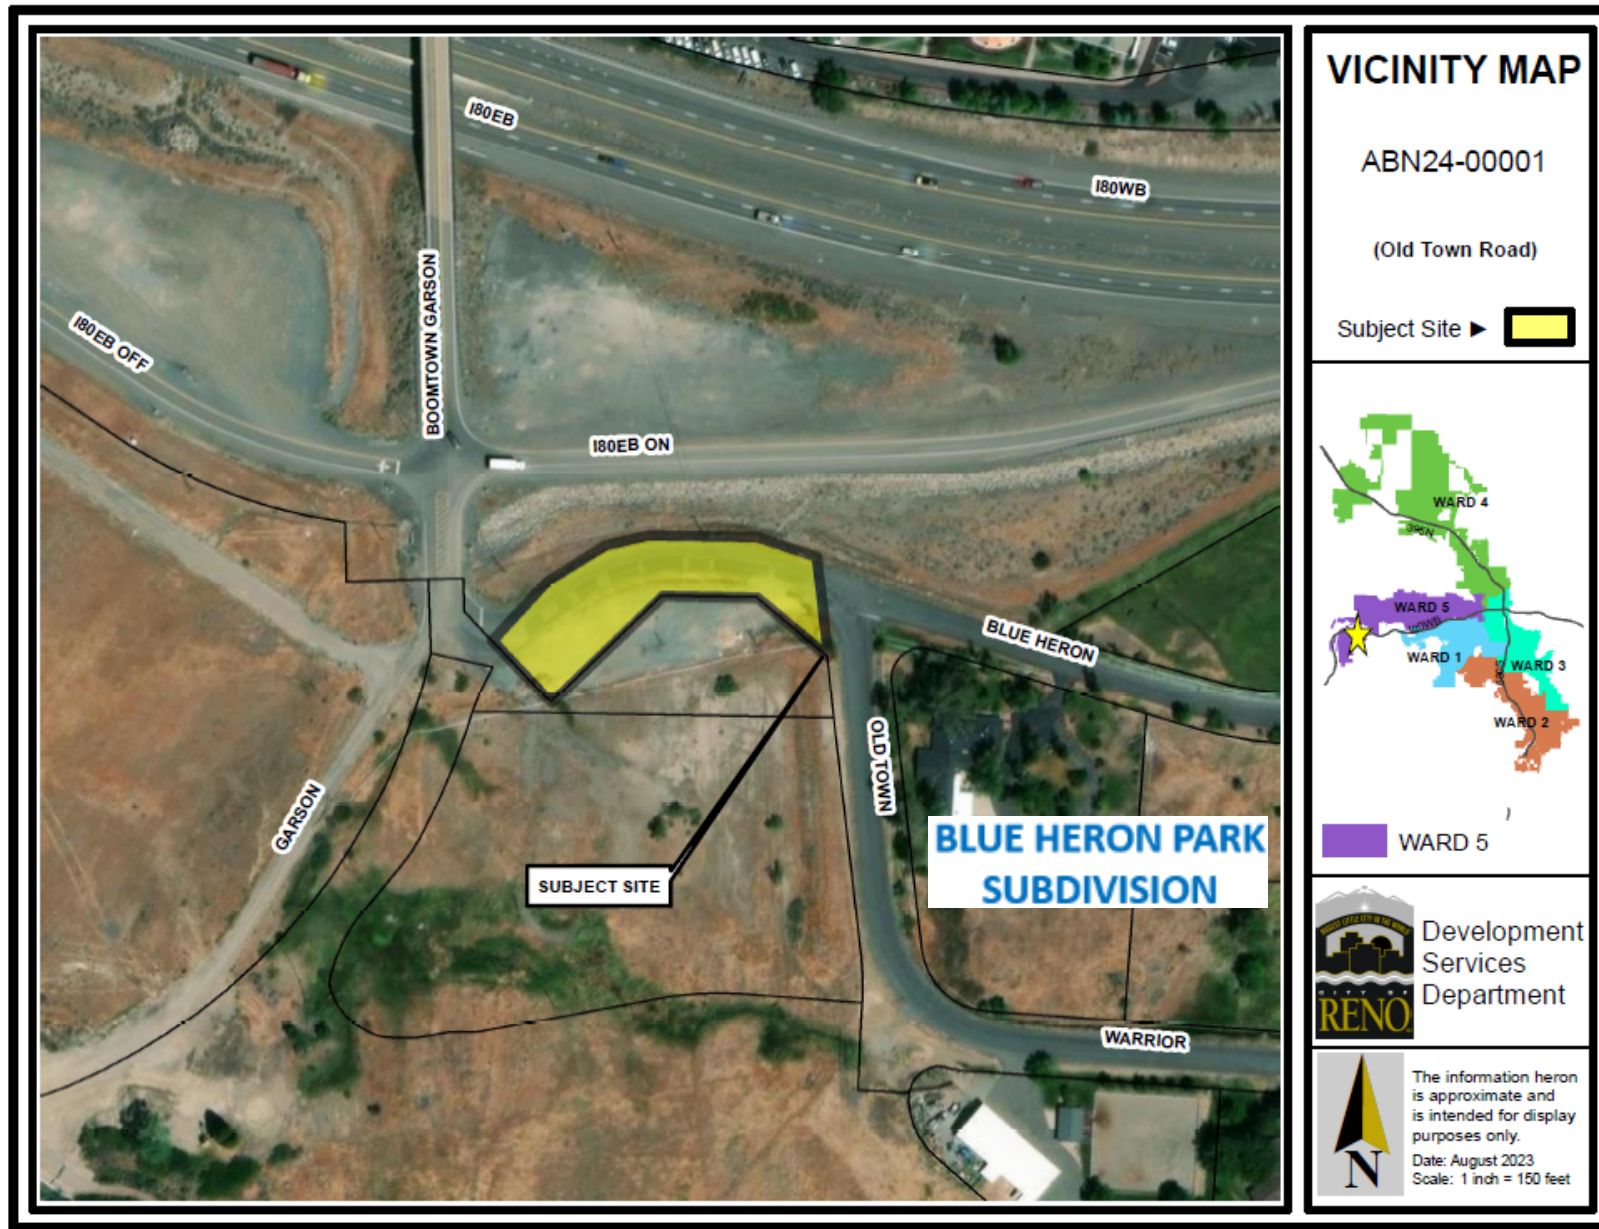 VICINITY MAP
ABN24-00001
(Old Town Road)
Subject Site ►
I80EB
I80WB
BOOMTOWN GARSON
I80EB OFF
I80EB ON
BLUE HERON
OLD TOWN
GARSON
SUBJECT SITE
BLUE HERON PARK
SUBDIVISION
WARRIOR
WARD 4
395N
WARD 5
WARD 1
WARD 3
WARD 2
WARD 5
CITY OF
RENO
Development
Services
Department
The information heron
is approximate and
is intended for display
purposes only.
Date: August 2023
Scale: 1 inch = 150 feet
N